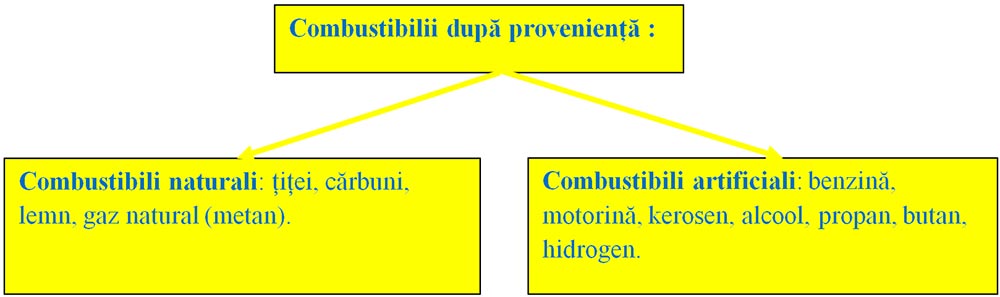 Combustibilii după proveniență :
Combustibili naturali: țiței, cărbuni,
lemn, gaz natural (metan).
Combustibili artificiali: benzină,
motorină, kerosen, alcool, propan, butan,
hidrogen.